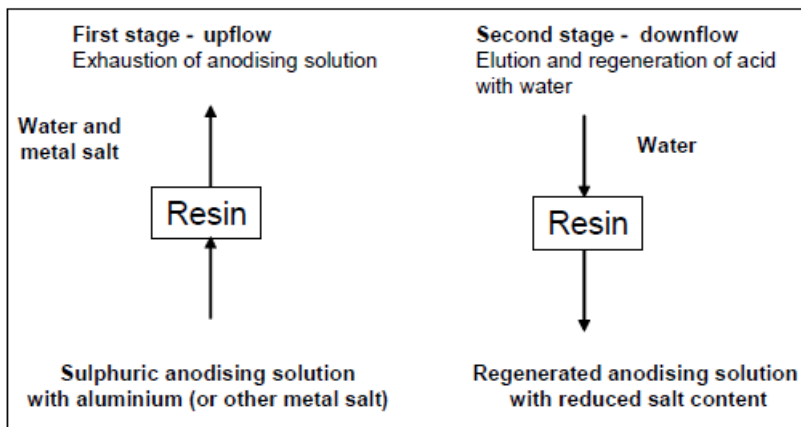 First stage - upflow
Exhaustion of anodising solution
Water and
metal salt
Resin
Sulphuric anodising solution
with aluminium (or other metal salt)
Second stage - downflow
Elution and regeneration of acid
with water
Water
Resin
Regenerated anodising solution
with reduced salt content